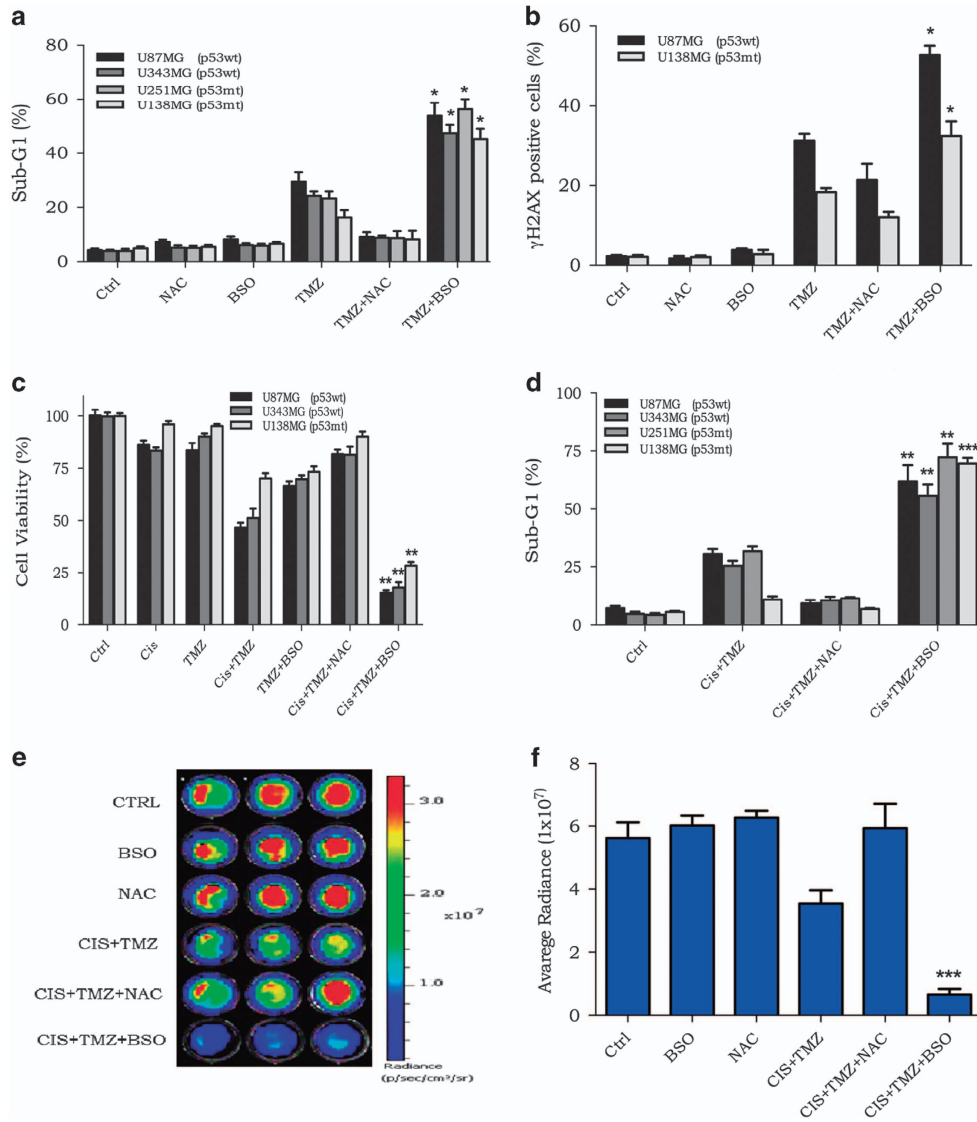 a
80
60
40
20
0
Sub-G1 (%)
U87MG (p53wt)
U343MG (p53wt)
U251MG (p53mt)
U138MG (p53mt)
* * * *
Ctrl
NAC
BSO
TMZ
TMZ+NAC
TMZ+BSO
b
60
40
20
0
γH2AX positive cells (%)
U87MG (p53wt)
U138MG (p53mt)
*
*
Ctrl
NAC
BSO
TMZ
TMZ+NAC
TMZ+BSO
c
100
75
50
25
0
Cell Viability (%)
U87MG (p53wt)
U343MG (p53wt)
U138MG (p53mt)
** ** **
Ctrl
Cis
TMZ
Cis+TMZ
TMZ+BSO
Cis+TMZ+NAC
Cis+TMZ+BSO
d
100
75
50
25
0
Sub-G1 (%)
U87MG (p53wt)
U343MG (p53wt)
U251MG (p53mt)
U138MG (p53mt)
** ** ** ***
Ctrl
Cis+TMZ
Cis+TMZ+NAC
Cis+TMZ+BSO
e
CTRL
BSO
NAC
CIS+TMZ
CIS+TMZ+NAC
CIS+TMZ+BSO
3.0
2.0
x10⁷
1.0
Radiance
(p/sec/cm²/sr)
f
8
6
4
2
0
Avarege Radiance (1x10⁷)
***
Ctrl
BSO
NAC
CIS+TMZ
CIS+TMZ+NAC
CIS+TMZ+BSO